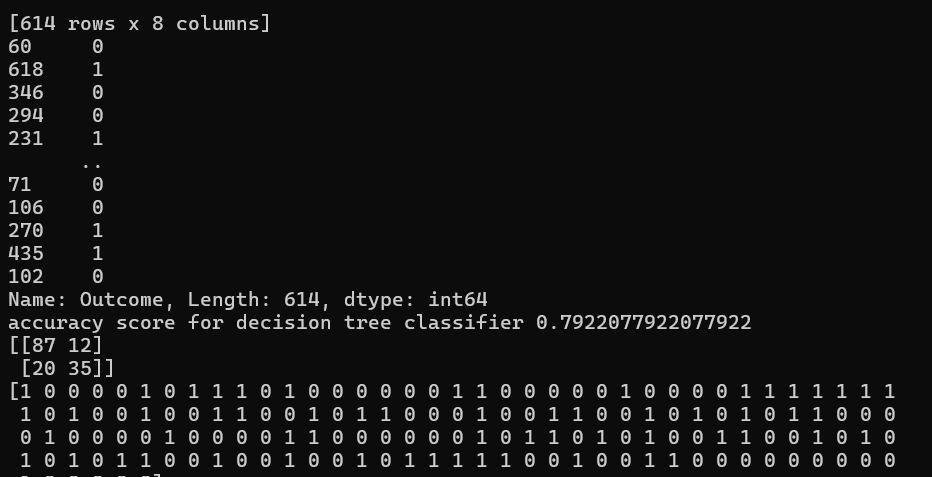 [614 rows x 8 columns]
60     0
618    1
346    0
294    0
231    1
      ..
71     0
106    0
270    1
435    1
102    0
Name: Outcome, Length: 614, dtype: int64
accuracy score for decision tree classifier 0.7922077922077922
[[87 12]
 [20 35]]
[1 0 0 0 0 1 0 1 1 1 0 1 0 0 0 0 0 0 1 1 0 0 0 0 0 1 0 0 0 0 1 1 1 1 1 1 1
 1 0 1 0 0 1 0 0 1 1 0 0 1 0 1 1 0 0 0 1 0 0 1 1 0 0 1 0 1 0 1 0 1 1 0 0 0
 0 1 0 0 0 0 1 0 0 0 0 1 1 0 0 0 0 0 0 1 0 1 1 0 1 0 1 0 0 1 1 0 0 1 0 1 0
 1 0 1 0 1 1 0 0 1 0 0 1 0 0 1 0 1 1 1 1 1 0 0 1 0 0 1 1 0 0 0 0 0 0 0 0 0